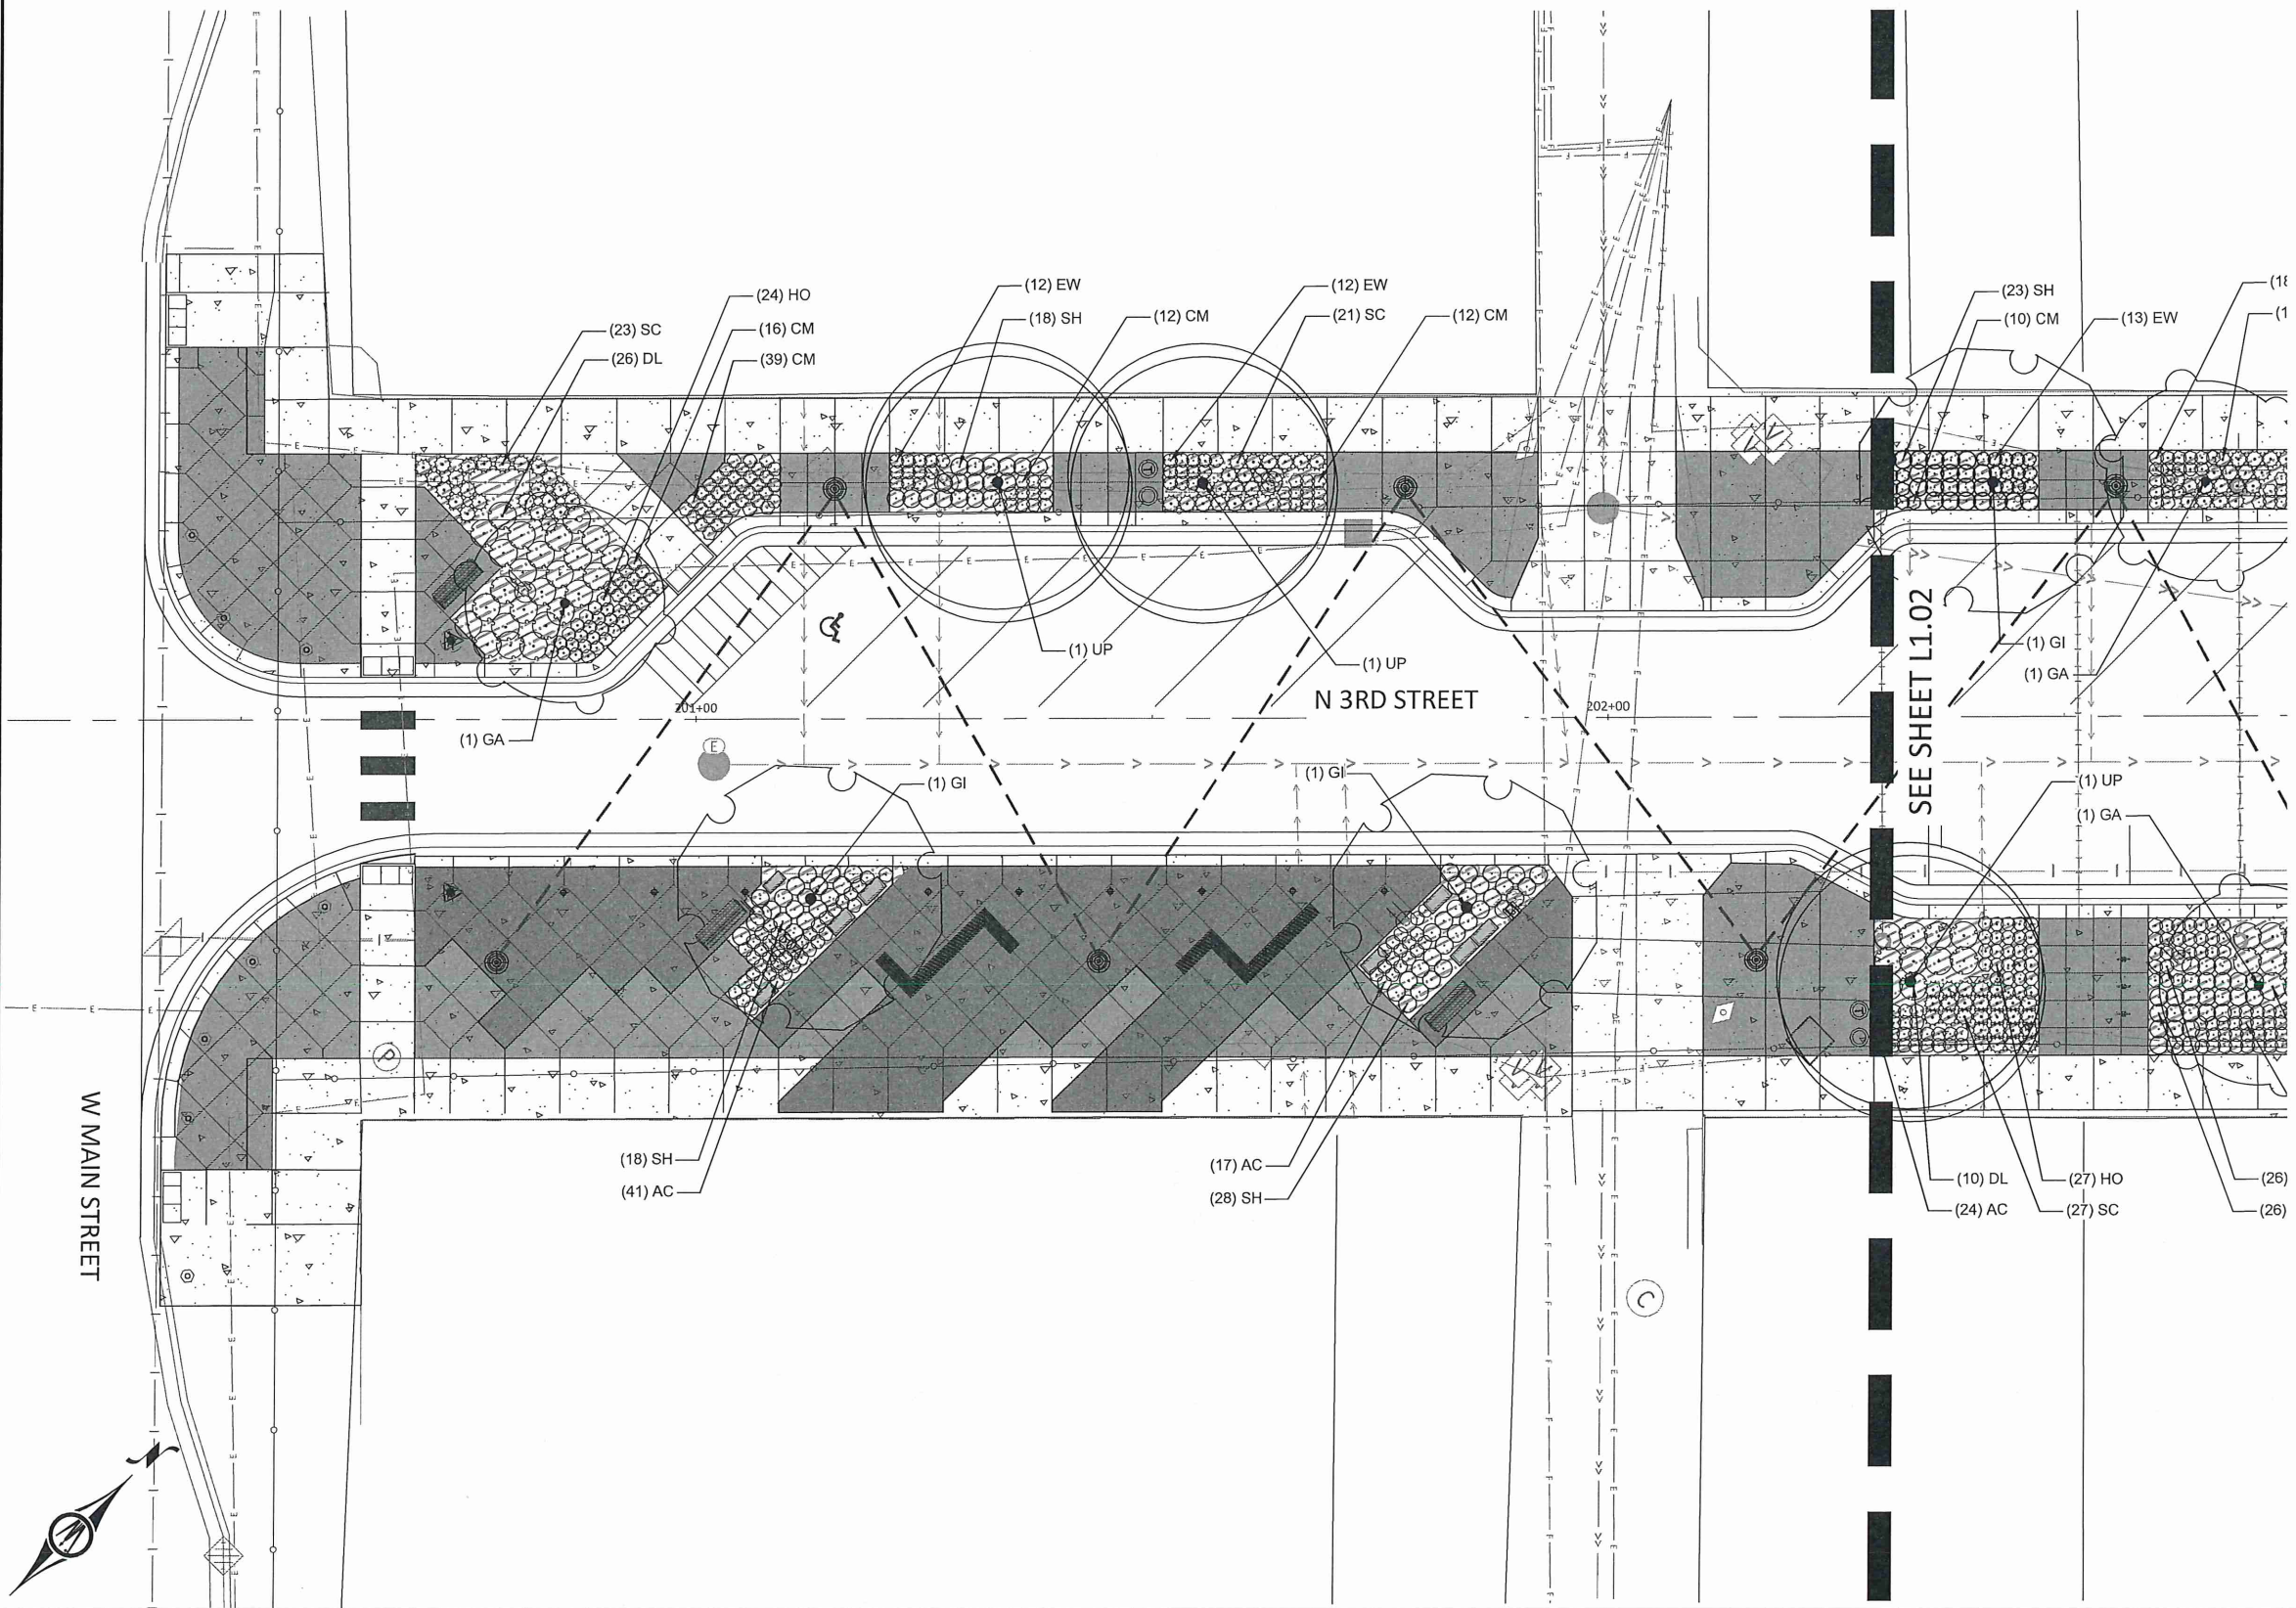 (24) HO
(16) CM
(39) CM
(23) SC
(26) DL
(12) EW
(18) SH
(12) CM
(12) EW
(21) SC
(12) CM
(23) SH
(10) CM
(13) EW
(1) UP
(1) UP
(1) GI
(1) GA
N 3RD STREET
201+00
202+00
SEE SHEET L1.02
(1) GA
E
(1) GI
(1) GI
(1) UP
(1) GA
P
(18) SH
(41) AC
(17) AC
(28) SH
(10) DL
(24) AC
(27) HO
(27) SC
(26)
(26)
W MAIN STREET
C
N